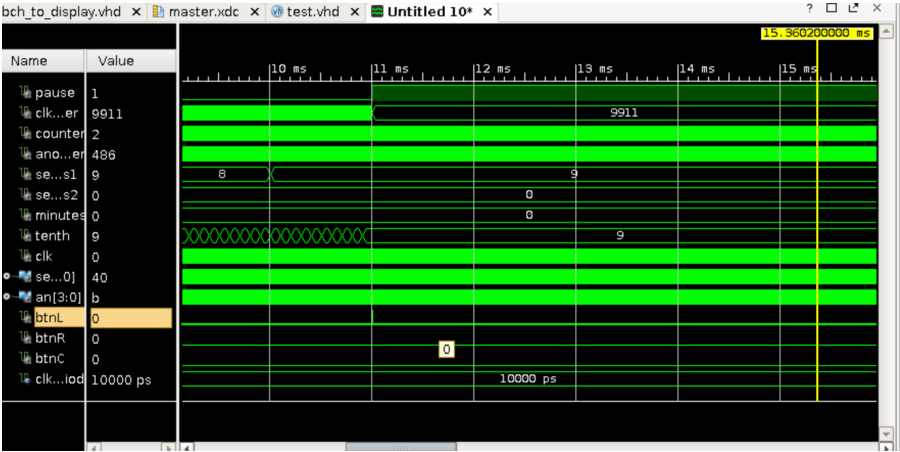 bch_to_display.vhd × master.xdc × test.vhd × Untitled 10* × ?
15.360200000 ms
Name Value
10 ms 11 ms 12 ms 13 ms 14 ms 15 ms
pause 1
clk...er 9911 9911
counter 2
ano...er 486
se...s1 9 8 9
se...s2 0 0
minutes 0 0
tenth 9 9
clk 0
se...0] 40
an[3:0] b
btnL 0
btnR 0 0
btnC 0
clk...iod 10000 ps 10000 ps